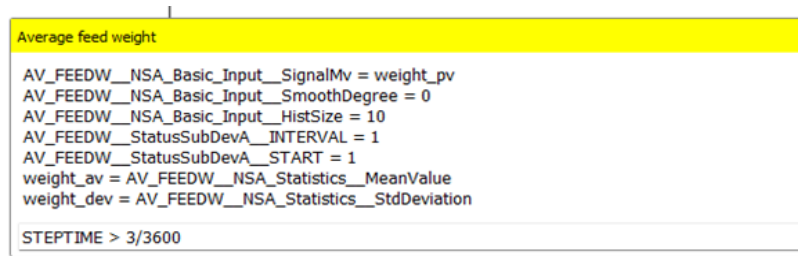 Average feed weight
AV_FEEDW__NSA_Basic_Input__SignalMv = weight_pv
AV_FEEDW__NSA_Basic_Input__SmoothDegree = 0
AV_FEEDW__NSA_Basic_Input__HistSize = 10
AV_FEEDW__StatusSubDevA__INTERVAL = 1
AV_FEEDW__StatusSubDevA__START = 1
weight_av = AV_FEEDW__NSA_Statistics__MeanValue
weight_dev = AV_FEEDW__NSA_Statistics__StdDeviation
STEPTIME > 3/3600